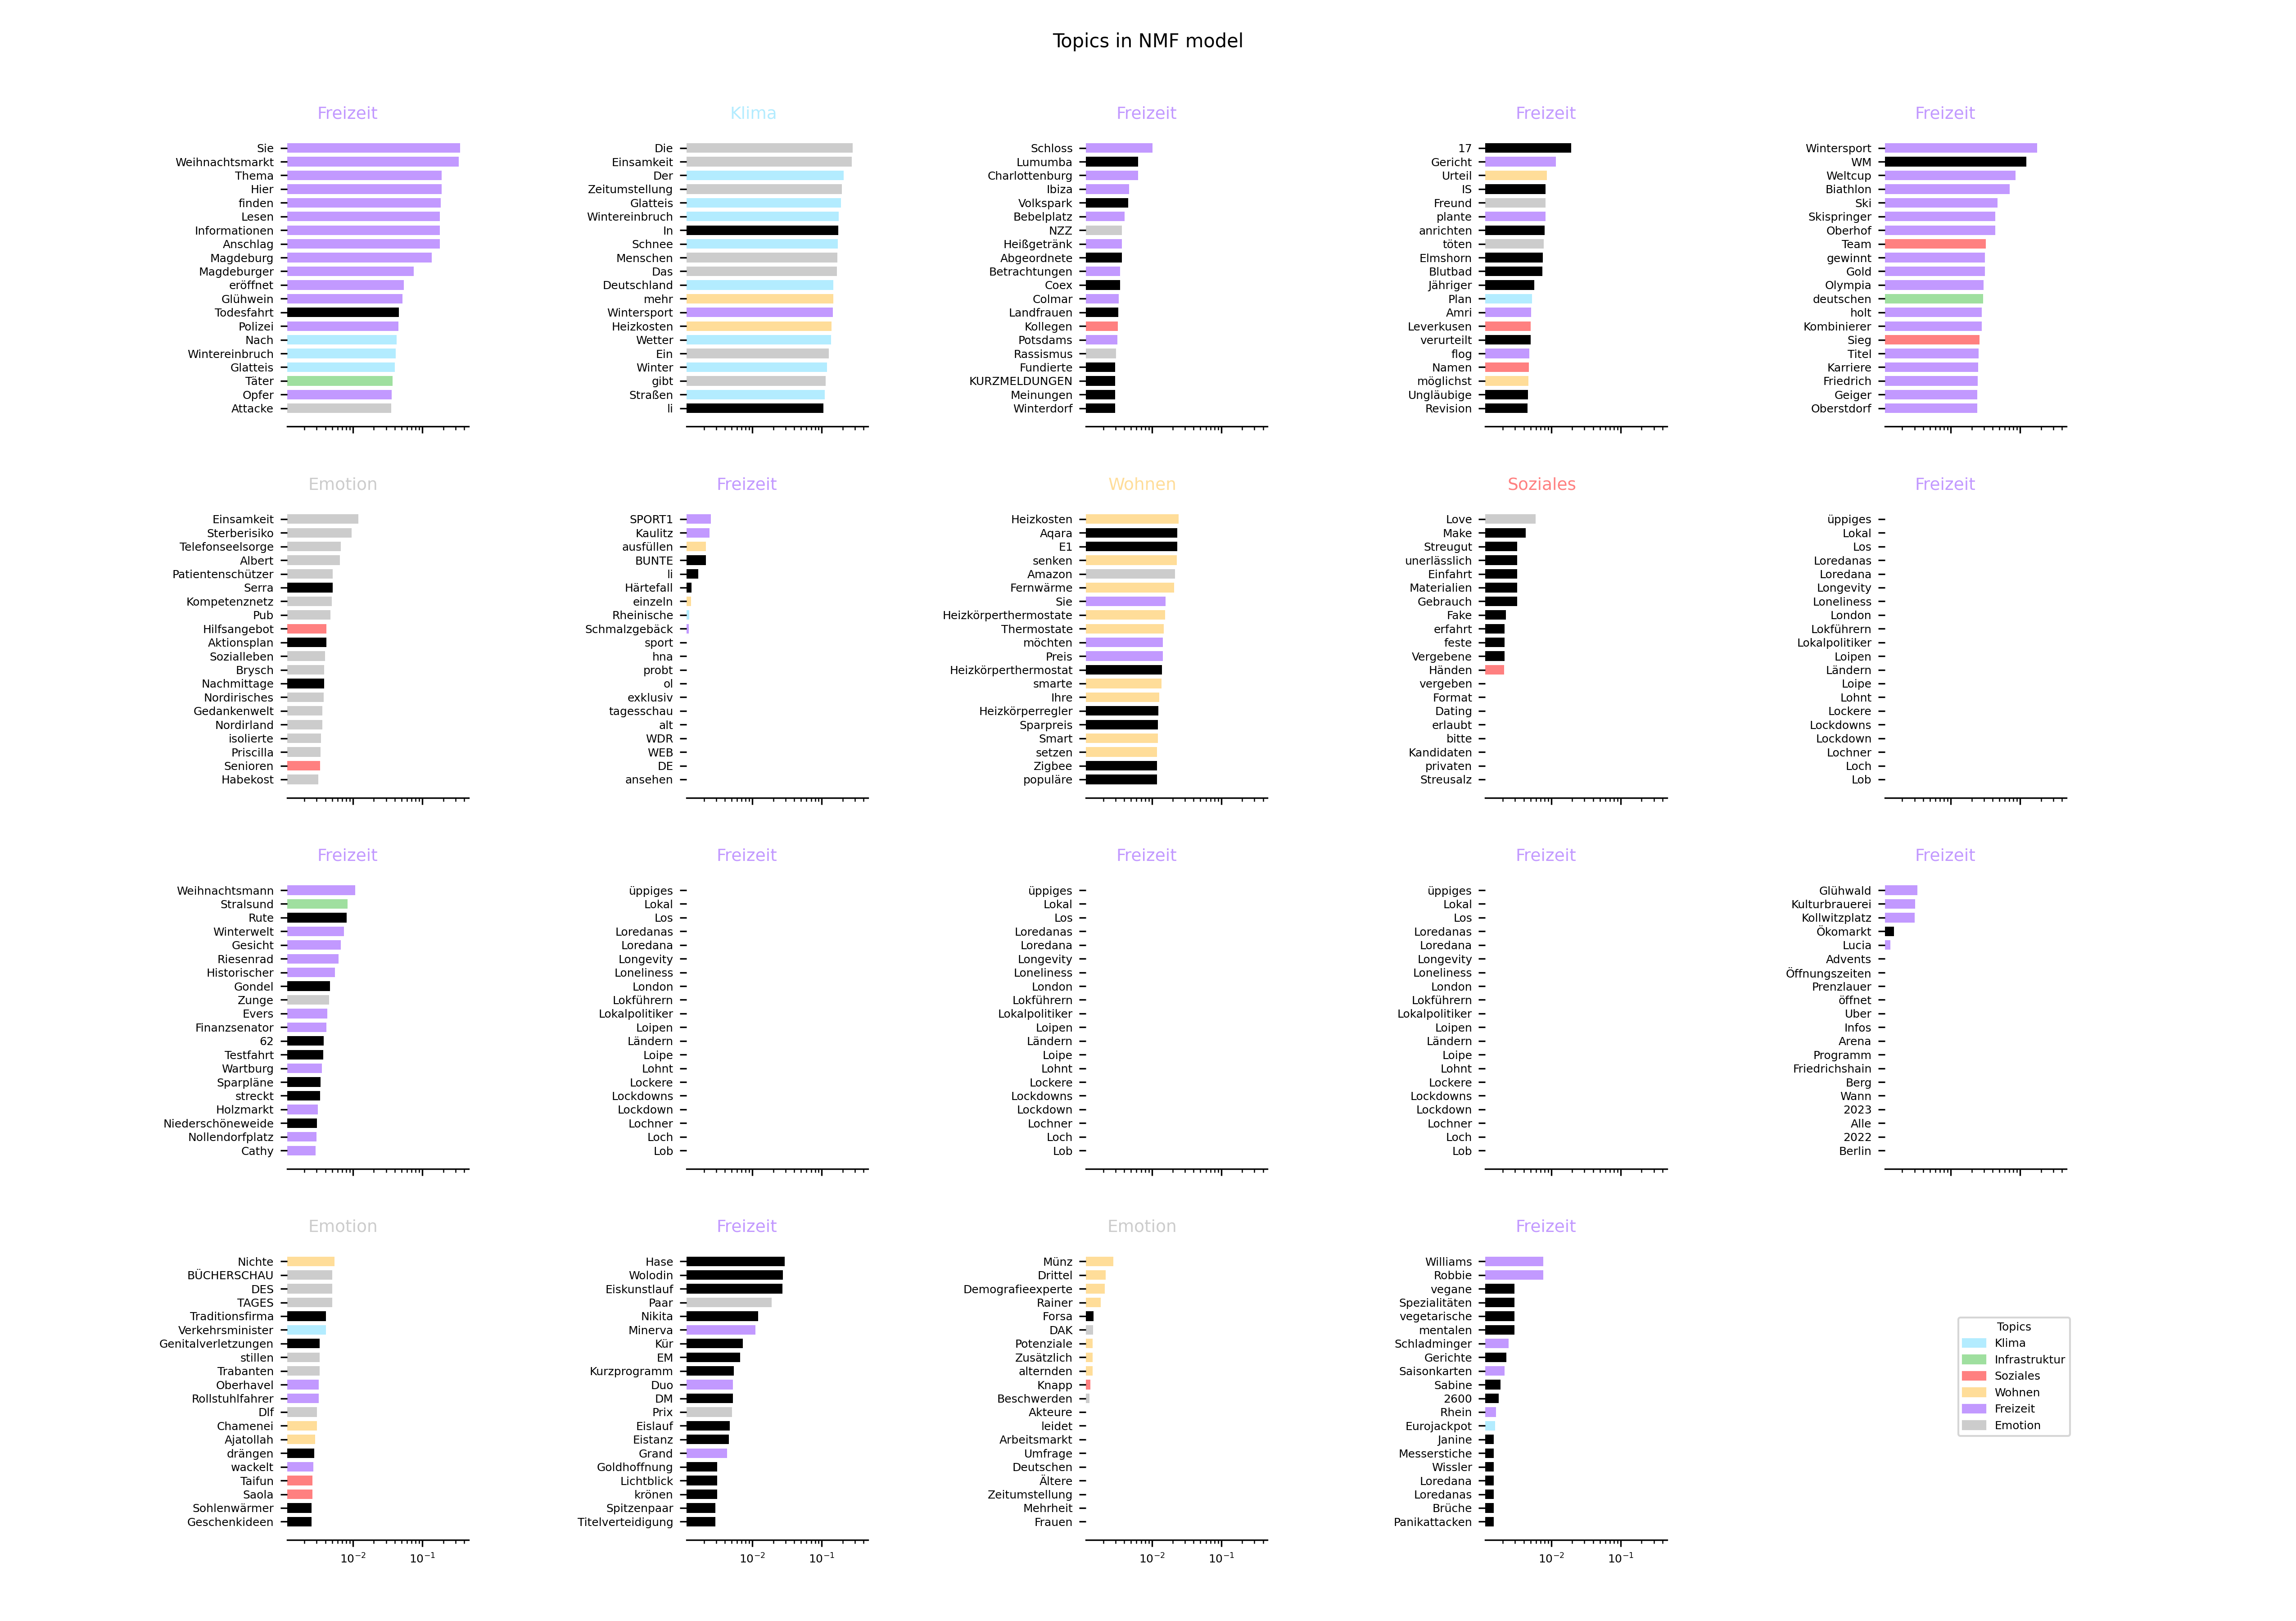 Topics in NMF model
Freizeit
Sie
Weihnachtsmarkt
Thema
Hier
finden
Lesen
Informationen
Anschlag
Magdeburg
Magdeburger
eröffnet
Glühwein
Todesfahrt
Polizei
Nach
Wintereinbruch
Glatteis
Täter
Opfer
Attacke
Klima
Die
Einsamkeit
Der
Zeitumstellung
Glatteis
Wintereinbruch
In
Schnee
Menschen
Das
Deutschland
mehr
Wintersport
Heizkosten
Wetter
Ein
Winter
gibt
Straßen
li
Freizeit
Schloss
Lumumba
Charlottenburg
Ibiza
Volkspark
Bebelplatz
NZZ
Heißgetränk
Abgeordnete
Betrachtungen
Coex
Colmar
Landfrauen
Kollegen
Potsdams
Rassismus
Fundierte
KURZMELDUNGEN
Meinungen
Winterdorf
Freizeit
17
Gericht
Urteil
IS
Freund
plante
anrichten
töten
Elmshorn
Blutbad
Jähriger
Plan
Amri
Leverkusen
verurteilt
flog
Namen
möglichst
Ungläubige
Revision
Freizeit
Wintersport
WM
Weltcup
Biathlon
Ski
Skispringer
Oberhof
Team
gewinnt
Gold
Olympia
deutschen
holt
Kombinierer
Sieg
Titel
Karriere
Friedrich
Geiger
Oberstdorf
Emotion
Einsamkeit
Sterberisiko
Telefonseelsorge
Albert
Patientenschützer
Serra
Kompetenznetz
Pub
Hilfsangebot
Aktionsplan
Sozialleben
Brysch
Nachmittage
Nordirisches
Gedankenwelt
Nordirland
isolierte
Priscilla
Senioren
Habekost
Freizeit
SPORT1
Kaulitz
ausfüllen
BUNTE
li
Härtefall
einzeln
Rheinische
Schmalzgebäck
sport
hna
probt
ol
exklusiv
tagesschau
alt
WDR
WEB
DE
ansehen
Wohnen
Heizkosten
Aqara
E1
senken
Amazon
Fernwärme
Sie
Heizkörperthermostate
Thermostate
möchten
Preis
Heizkörperthermostat
smarte
Ihre
Heizkörperregler
Sparpreis
Smart
setzen
Zigbee
populäre
Soziales
Love
Make
Streugut
unerlässlich
Einfahrt
Materialien
Gebrauch
Fake
erfahrt
feste
Vergebene
Händen
vergeben
Format
Dating
erlaubt
bitte
Kandidaten
privaten
Streusalz
Freizeit
üppiges
Lokal
Los
Loredanas
Loredana
Longevity
Loneliness
London
Lokführern
Lokalpolitiker
Loipen
Ländern
Loipe
Lohnt
Lockere
Lockdowns
Lockdown
Lochner
Loch
Lob
Freizeit
Weihnachtsmann
Stralsund
Rute
Winterwelt
Gesicht
Riesenrad
Historischer
Gondel
Zunge
Evers
Finanzsenator
62
Testfahrt
Wartburg
Sparpläne
streckt
Holzmarkt
Niederschöneweide
Nollendorfplatz
Cathy
Freizeit
üppiges
Lokal
Los
Loredanas
Loredana
Longevity
Loneliness
London
Lokführern
Lokalpolitiker
Loipen
Ländern
Loipe
Lohnt
Lockere
Lockdowns
Lockdown
Lochner
Loch
Lob
Freizeit
üppiges
Lokal
Los
Loredanas
Loredana
Longevity
Loneliness
London
Lokführern
Lokalpolitiker
Loipen
Ländern
Loipe
Lohnt
Lockere
Lockdowns
Lockdown
Lochner
Loch
Lob
Freizeit
üppiges
Lokal
Los
Loredanas
Loredana
Longevity
Loneliness
London
Lokführern
Lokalpolitiker
Loipen
Ländern
Loipe
Lohnt
Lockere
Lockdowns
Lockdown
Lochner
Loch
Lob
Freizeit
Glühwald
Kulturbrauerei
Kollwitzplatz
Ökomarkt
Lucia
Advents
Öffnungszeiten
Prenzlauer
öffnet
Uber
Infos
Arena
Programm
Friedrichshain
Berg
Wann
2023
Alle
2022
Berlin
Emotion
Nichte
BÜCHERSCHAU
DES
TAGES
Traditionsfirma
Verkehrsminister
Genitalverletzungen
stillen
Trabanten
Oberhavel
Rollstuhlfahrer
Dlf
Chamenei
Ajatollah
drängen
wackelt
Taifun
Saola
Sohlenwärmer
Geschenkideen
10⁻² 10⁻¹
Freizeit
Hase
Wolodin
Eiskunstlauf
Paar
Nikita
Minerva
Kür
EM
Kurzprogramm
Duo
DM
Prix
Eislauf
Eistanz
Grand
Goldhoffnung
Lichtblick
krönen
Spitzenpaar
Titelverteidigung
10⁻² 10⁻¹
Emotion
Münz
Drittel
Demografieexperte
Rainer
Forsa
DAK
Potenziale
Zusätzlich
alternden
Knapp
Beschwerden
Akteure
leidet
Arbeitsmarkt
Umfrage
Deutschen
Ältere
Zeitumstellung
Mehrheit
Frauen
10⁻² 10⁻¹
Freizeit
Williams
Robbie
vegane
Spezialitäten
vegetarische
mentalen
Schladminger
Gerichte
Saisonkarten
Sabine
2600
Rhein
Eurojackpot
Janine
Messerstiche
Wissler
Loredana
Loredanas
Brüche
Panikattacken
10⁻² 10⁻¹
Topics
Klima
Infrastruktur
Soziales
Wohnen
Freizeit
Emotion